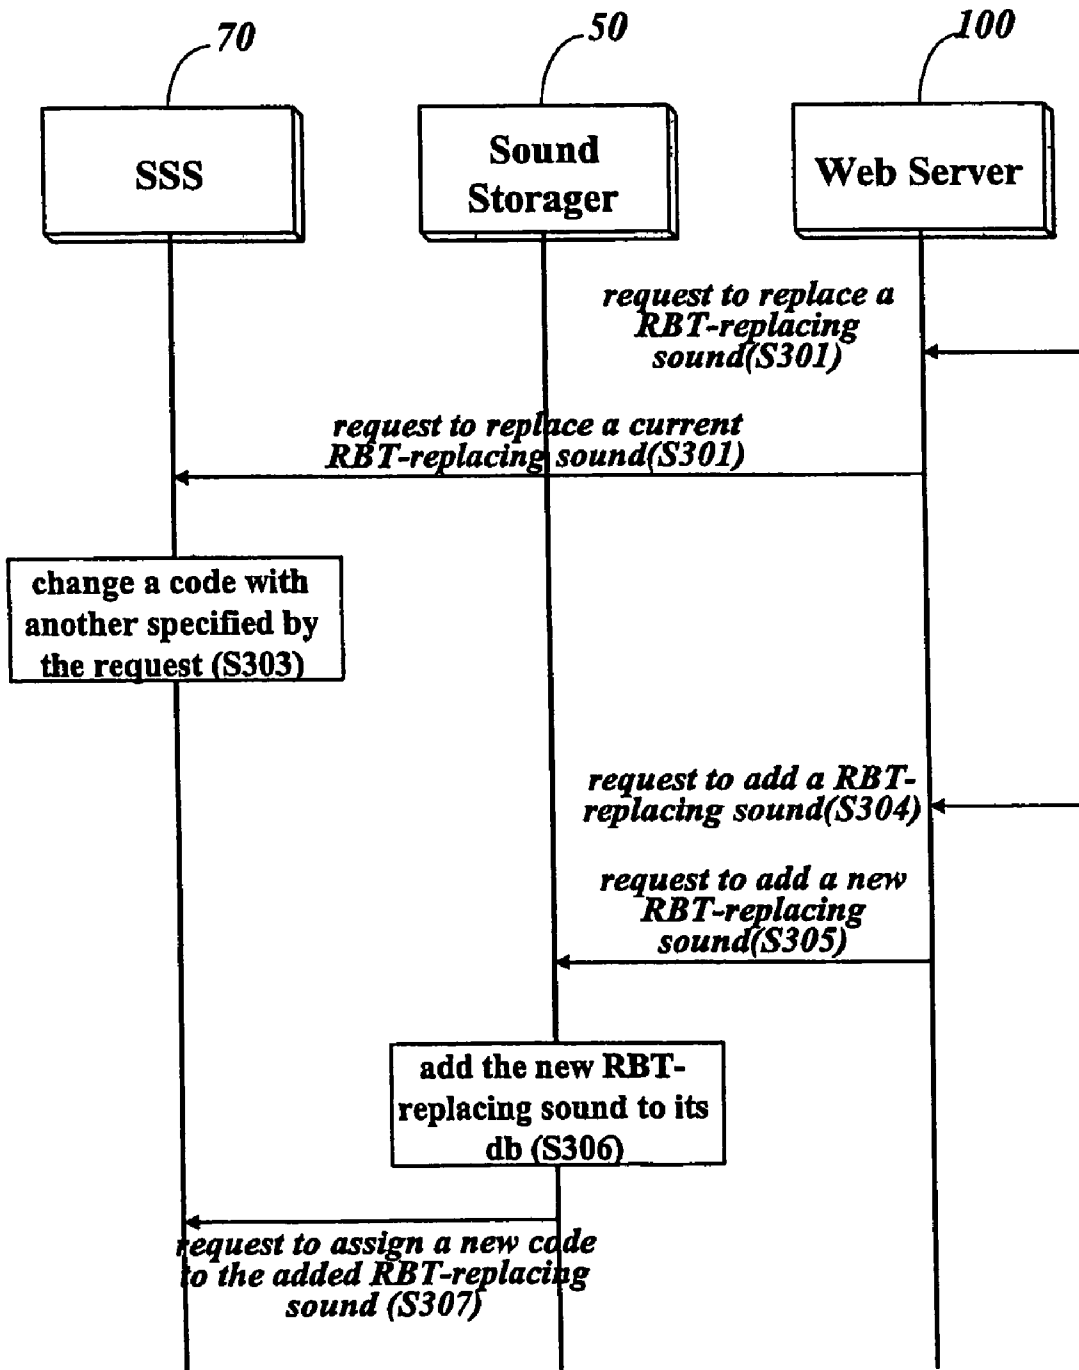 70
50
100
SSS
Sound
Storager
Web Server
request to replace a
RBT-replacing
sound(S301)
request to replace a current
RBT-replacing sound(S301)
change a code with
another specified by
the request (S303)
request to add a RBT-
replacing sound(S304)
request to add a new
RBT-replacing
sound(S305)
add the new RBT-
replacing sound to its
db (S306)
request to assign a new code
to the added RBT-replacing
sound (S307)